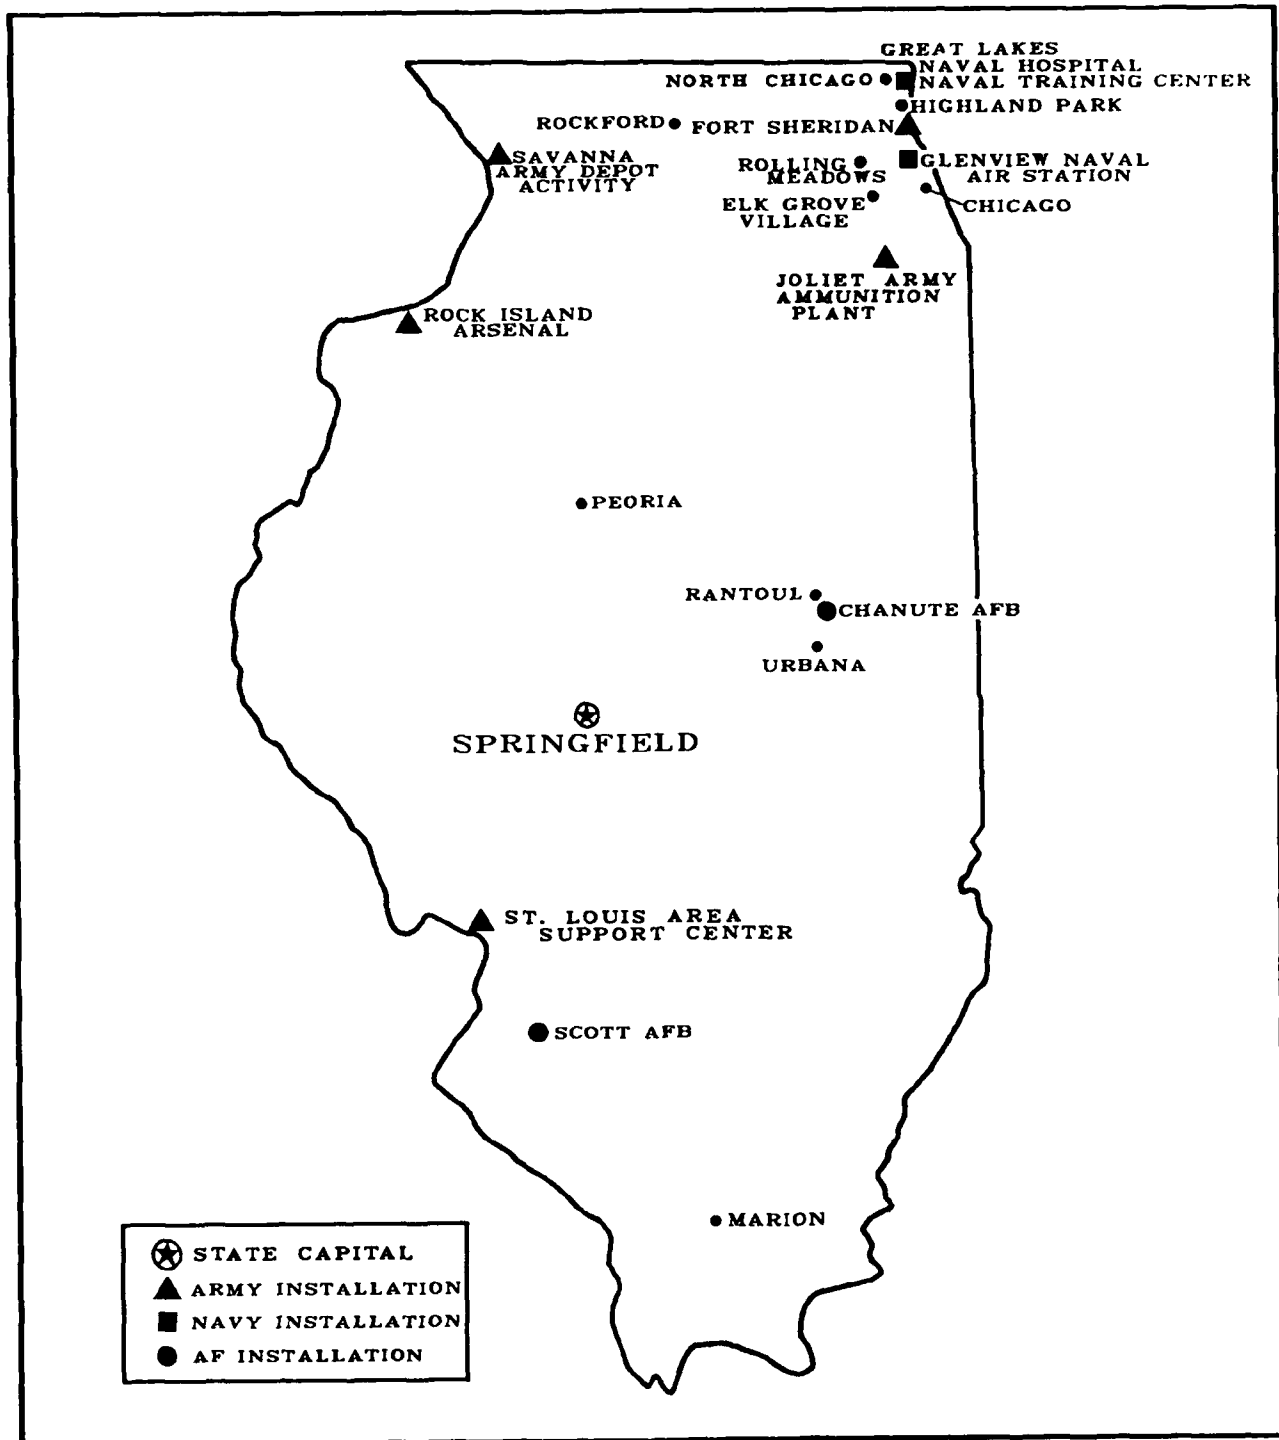 GREAT LAKES
NAVAL HOSPITAL
NORTH CHICAGO
NAVAL TRAINING CENTER
HIGHLAND PARK
ROCKFORD
FORT SHERIDAN
SAVANNA
ARMY DEPOT
ACTIVITY
ROLLING
MEADOWS
GLENVIEW NAVAL
AIR STATION
ELK GROVE
VILLAGE
CHICAGO
JOLIET ARMY
AMMUNITION
PLANT
ROCK ISLAND
ARSENAL
PEORIA
RANTOUL
CHANUTE AFB
URBANA
SPRINGFIELD
ST. LOUIS AREA
SUPPORT CENTER
SCOTT AFB
MARION
STATE CAPITAL
ARMY INSTALLATION
NAVY INSTALLATION
AF INSTALLATION